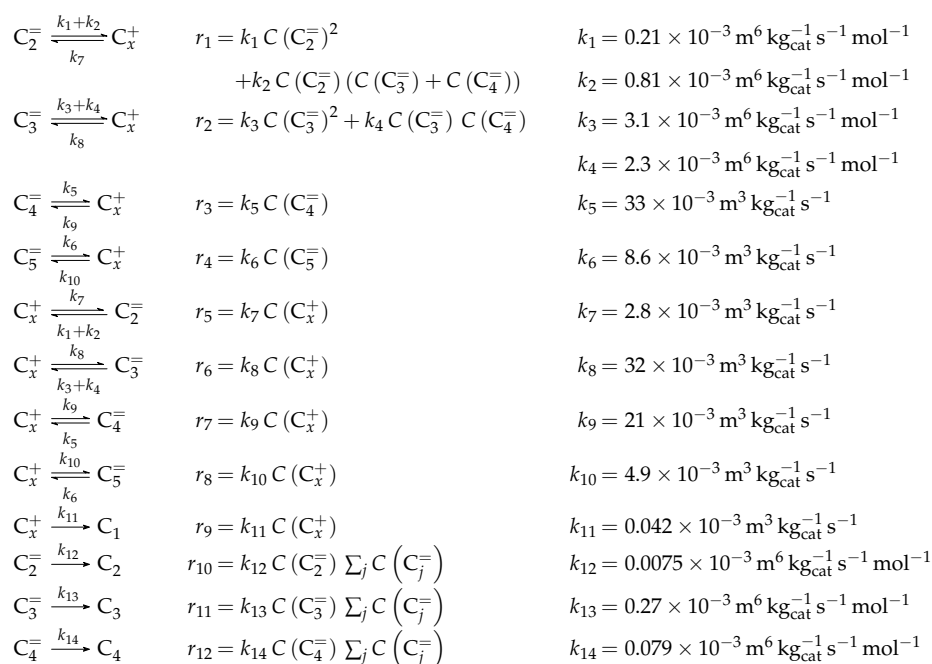 C₂⁼ ⇌ (k₁+k₂ / k₇) Cₓ⁺ r₁ = k₁ C (C₂⁼)² k₁ = 0.21 × 10⁻³ m⁶ kg_cat⁻¹ s⁻¹ mol⁻¹
+k₂ C (C₂⁼) (C (C₃⁼) + C (C₄⁼)) k₂ = 0.81 × 10⁻³ m⁶ kg_cat⁻¹ s⁻¹ mol⁻¹
C₃⁼ ⇌ (k₃+k₄ / k₈) Cₓ⁺ r₂ = k₃ C (C₃⁼)² + k₄ C (C₃⁼) C (C₄⁼) k₃ = 3.1 × 10⁻³ m⁶ kg_cat⁻¹ s⁻¹ mol⁻¹
k₄ = 2.3 × 10⁻³ m⁶ kg_cat⁻¹ s⁻¹ mol⁻¹
C₄⁼ ⇌ (k₅ / k₉) Cₓ⁺ r₃ = k₅ C (C₄⁼) k₅ = 33 × 10⁻³ m³ kg_cat⁻¹ s⁻¹
C₅⁼ ⇌ (k₆ / k₁₀) Cₓ⁺ r₄ = k₆ C (C₅⁼) k₆ = 8.6 × 10⁻³ m³ kg_cat⁻¹ s⁻¹
Cₓ⁺ ⇌ (k₇ / k₁+k₂) C₂⁼ r₅ = k₇ C (Cₓ⁺) k₇ = 2.8 × 10⁻³ m³ kg_cat⁻¹ s⁻¹
Cₓ⁺ ⇌ (k₈ / k₃+k₄) C₃⁼ r₆ = k₈ C (Cₓ⁺) k₈ = 32 × 10⁻³ m³ kg_cat⁻¹ s⁻¹
Cₓ⁺ ⇌ (k₉ / k₅) C₄⁼ r₇ = k₉ C (Cₓ⁺) k₉ = 21 × 10⁻³ m³ kg_cat⁻¹ s⁻¹
Cₓ⁺ ⇌ (k₁₀ / k₆) C₅⁼ r₈ = k₁₀ C (Cₓ⁺) k₁₀ = 4.9 × 10⁻³ m³ kg_cat⁻¹ s⁻¹
Cₓ⁺ → (k₁₁) C₁ r₉ = k₁₁ C (Cₓ⁺) k₁₁ = 0.042 × 10⁻³ m³ kg_cat⁻¹ s⁻¹
C₂⁼ → (k₁₂) C₂ r₁₀ = k₁₂ C (C₂⁼) ∑ⱼ C (Cⱼ⁼) k₁₂ = 0.0075 × 10⁻³ m⁶ kg_cat⁻¹ s⁻¹ mol⁻¹
C₃⁼ → (k₁₃) C₃ r₁₁ = k₁₃ C (C₃⁼) ∑ⱼ C (Cⱼ⁼) k₁₃ = 0.27 × 10⁻³ m⁶ kg_cat⁻¹ s⁻¹ mol⁻¹
C₄⁼ → (k₁₄) C₄ r₁₂ = k₁₄ C (C₄⁼) ∑ⱼ C (Cⱼ⁼) k₁₄ = 0.079 × 10⁻³ m⁶ kg_cat⁻¹ s⁻¹ mol⁻¹